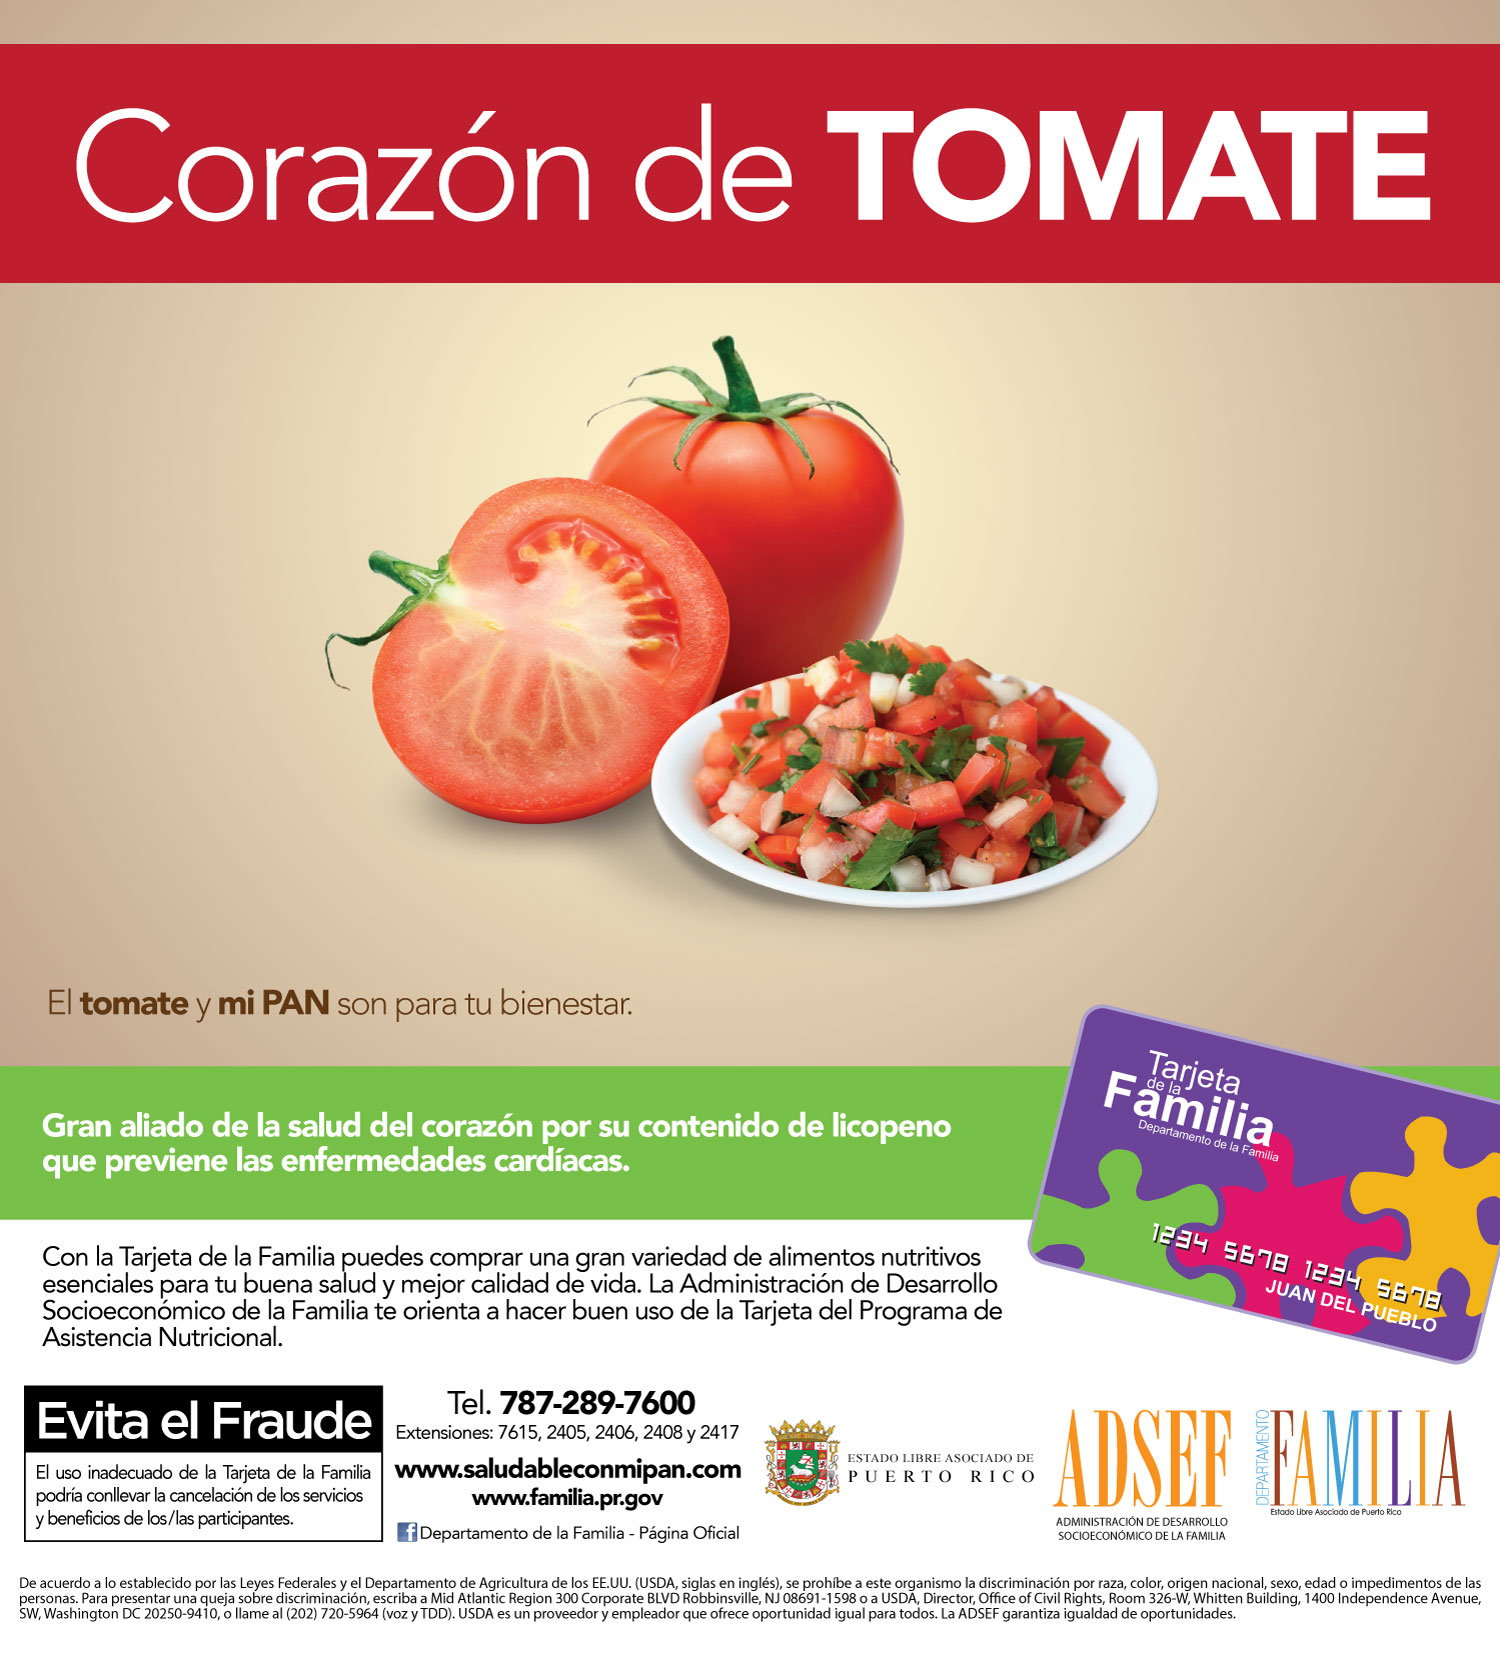 Corazón de TOMATE
El tomate y mi PAN son para tu bienestar.
Tarjeta
de la
Familia
Departamento de la Familia
1234 5678 1234 5678
JUAN DEL PUEBLO
Gran aliado de la salud del corazón por su contenido de licopeno
que previene las enfermedades cardíacas.
Con la Tarjeta de la Familia puedes comprar una gran variedad de alimentos nutritivos
esenciales para tu buena salud y mejor calidad de vida. La Administración de Desarrollo
Socioeconómico de la Familia te orienta a hacer buen uso de la Tarjeta del Programa de
Asistencia Nutricional.
Evita el Fraude
El uso inadecuado de la Tarjeta de la Familia
podría conllevar la cancelación de los servicios
y beneficios de los/las participantes.
Tel. 787-289-7600
Extensiones: 7615, 2405, 2406, 2408 y 2417
www.saludableconmipan.com
www.familia.pr.gov
f Departamento de la Familia - Página Oficial
ESTADO LIBRE ASOCIADO DE
PUERTO RICO
ADSEF
ADMINISTRACIÓN DE DESARROLLO
SOCIOECONÓMICO DE LA FAMILIA
DEPARTAMENTO
FAMILIA
Estado Libre Asociado de Puerto Rico
De acuerdo a lo establecido por las Leyes Federales y el Departamento de Agricultura de los EE.UU. (USDA, siglas en inglés), se prohíbe a este organismo la discriminación por raza, color, origen nacional, sexo, edad o impedimentos de las
personas. Para presentar una queja sobre discriminación, escriba a Mid Atlantic Region 300 Corporate BLVD Robbinsville, NJ 08691-1598 o a USDA, Director, Office of Civil Rights, Room 326-W, Whitten Building, 1400 Independence Avenue,
SW, Washington DC 20250-9410, o llame al (202) 720-5964 (voz y TDD). USDA es un proveedor y empleador que ofrece oportunidad igual para todos. La ADSEF garantiza igualdad de oportunidades.